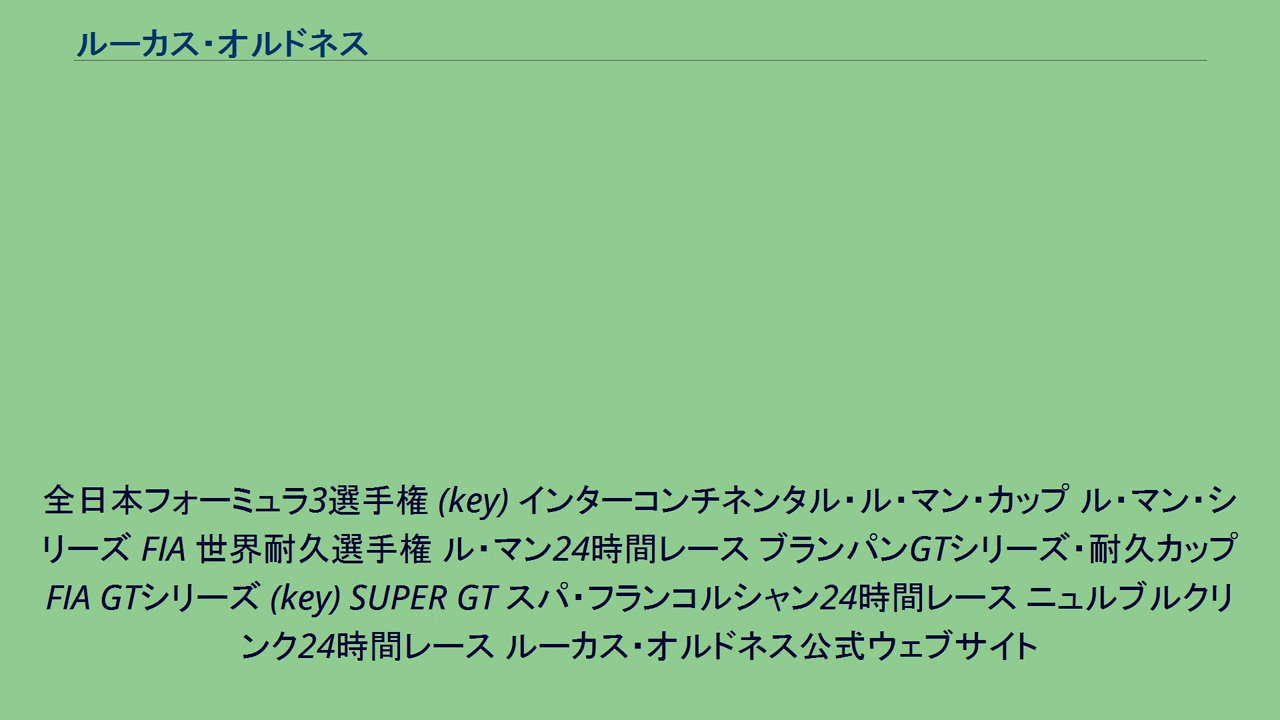 ルーカス・オルドネス
全日本フォーミュラ3選手権 (key) インターコンチネンタル・ル・マン・カップ ル・マン・シ
リーズ FIA 世界耐久選手権 ル・マン24時間レース ブランパンGTシリーズ・耐久カップ
FIA GTシリーズ (key) SUPER GT スパ・フランコルシャン24時間レース ニュルブルクリ
ンク24時間レース ルーカス・オルドネス公式ウェブサイト